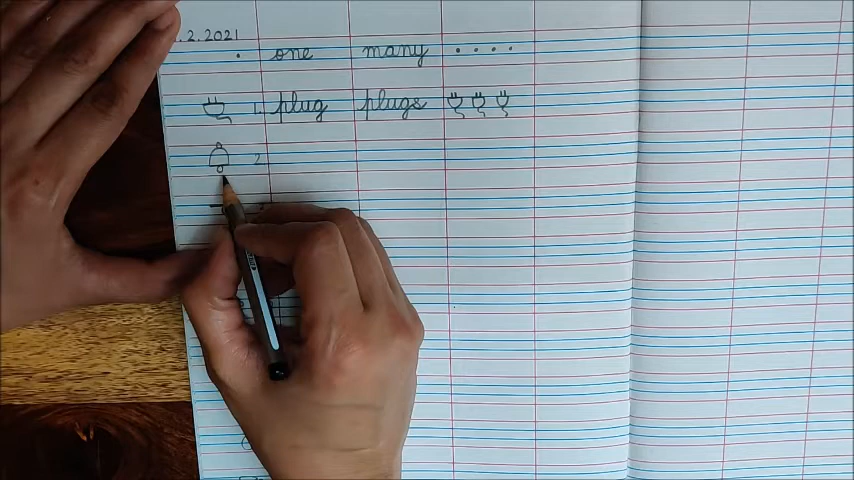 .2.2021
. one many ....
1. plug plugs
2